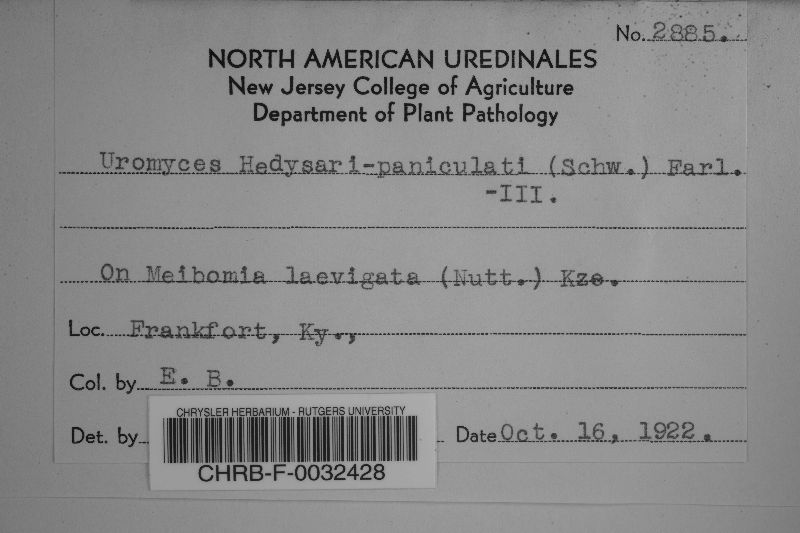 No. 2885.
NORTH AMERICAN UREDINALES
New Jersey College of Agriculture
Department of Plant Pathology
Uromyces Hedysari-paniculati (Schw.) Farl.
-III.
On Meibomia laevigata (Nutt.) Kze.
Loc. Frankfort, Ky.,
Col. by E. B.
Det. by
Date Oct. 16, 1922.
CHRYSLER HERBARIUM - RUTGERS UNIVERSITY
CHRB-F-0032428